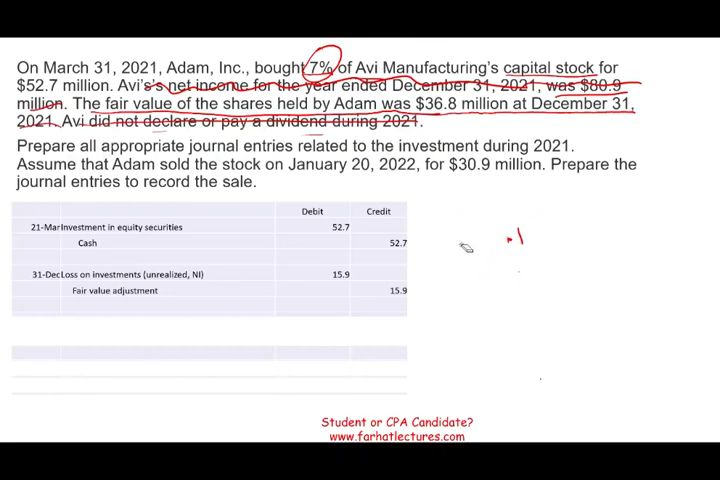 On March 31, 2021, Adam, Inc., bought 7% of Avi Manufacturing's capital stock for
$52.7 million. Avi's's net income for the year ended December 31, 2021, was $80.9
million. The fair value of the shares held by Adam was $36.8 million at December 31,
2021. Avi did not declare or pay a dividend during 2021.
Prepare all appropriate journal entries related to the investment during 2021.
Assume that Adam sold the stock on January 20, 2022, for $30.9 million. Prepare the
journal entries to record the sale.
Debit Credit
21-Mar Investment in equity securities 52.7
Cash 52.7
31-Dec Loss on investments (unrealized, NI) 15.9
Fair value adjustment 15.9
Student or CPA Candidate?
www.farhatlectures.com